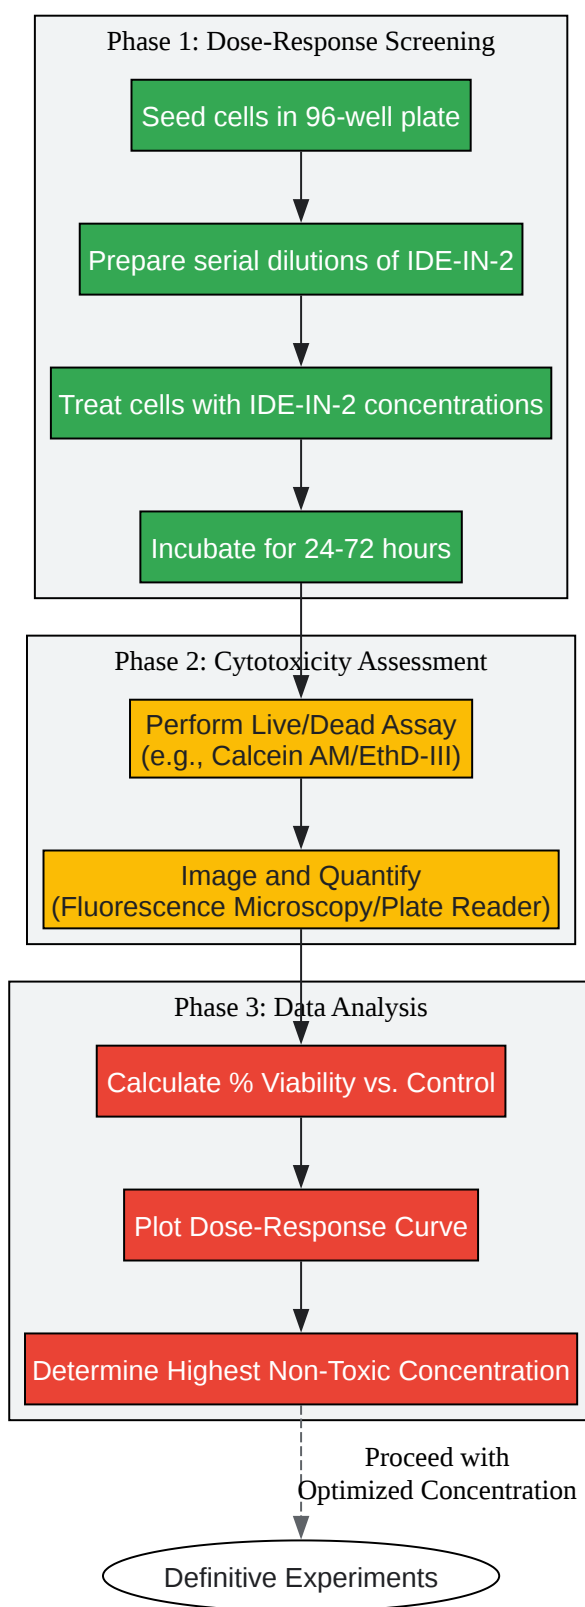 Phase 1: Dose-Response Screening
Seed cells in 96-well plate
Prepare serial dilutions of IDE-IN-2
Treat cells with IDE-IN-2 concentrations
Incubate for 24-72 hours
Phase 2: Cytotoxicity Assessment
Perform Live/Dead Assay
(e.g., Calcein AM/EthD-III)
Image and Quantify
(Fluorescence Microscopy/Plate Reader)
Phase 3: Data Analysis
Calculate % Viability vs. Control
Plot Dose-Response Curve
Determine Highest Non-Toxic Concentration
Proceed with
Optimized Concentration
Definitive Experiments